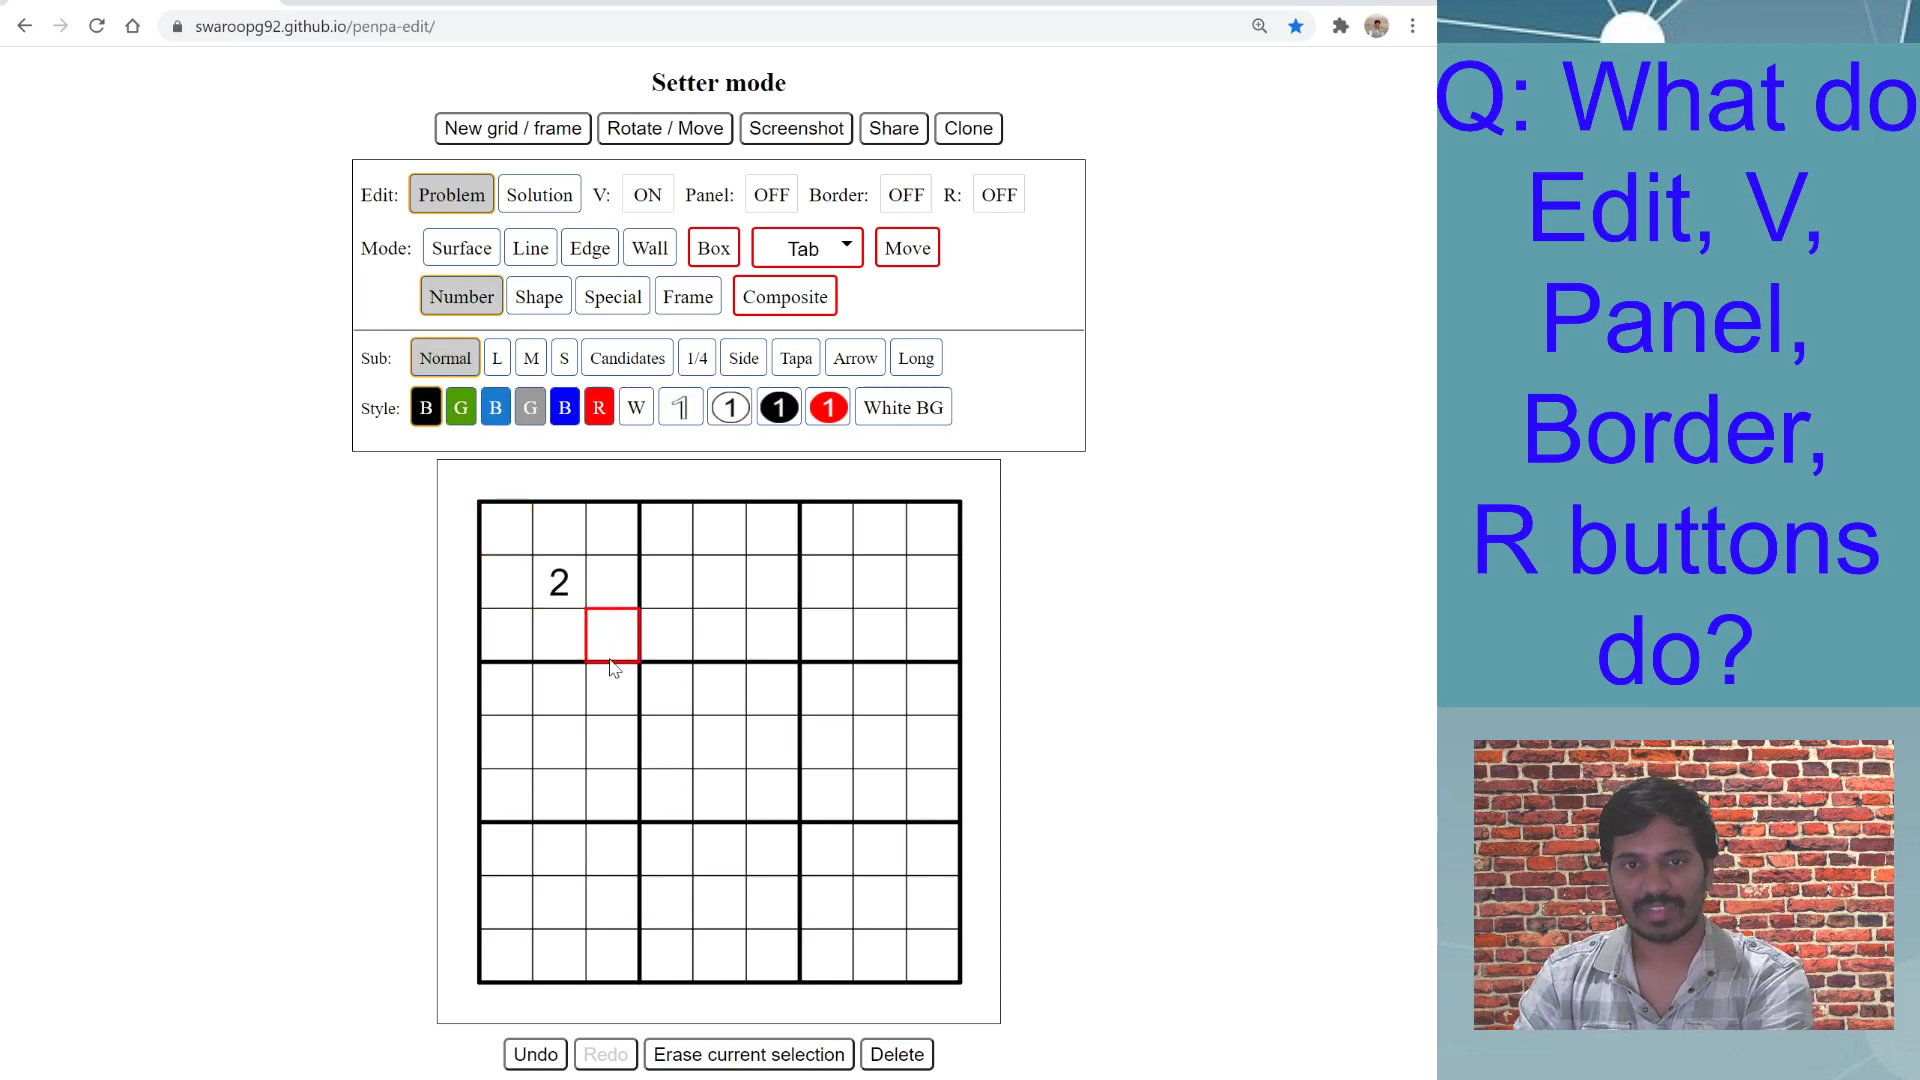 swaroopg92.github.io/penpa-edit/
Setter mode
New grid / frame Rotate / Move Screenshot Share Clone
Edit: Problem Solution V: ON Panel: OFF Border: OFF R: OFF
Mode: Surface Line Edge Wall Box Tab Move
Number Shape Special Frame Composite
Sub: Normal L M S Candidates 1/4 Side Tapa Arrow Long
Style: B G B G B R W 1 1 1 1 White BG
2
Undo Redo Erase current selection Delete
Q: What do
Edit, V,
Panel,
Border,
R buttons
do?